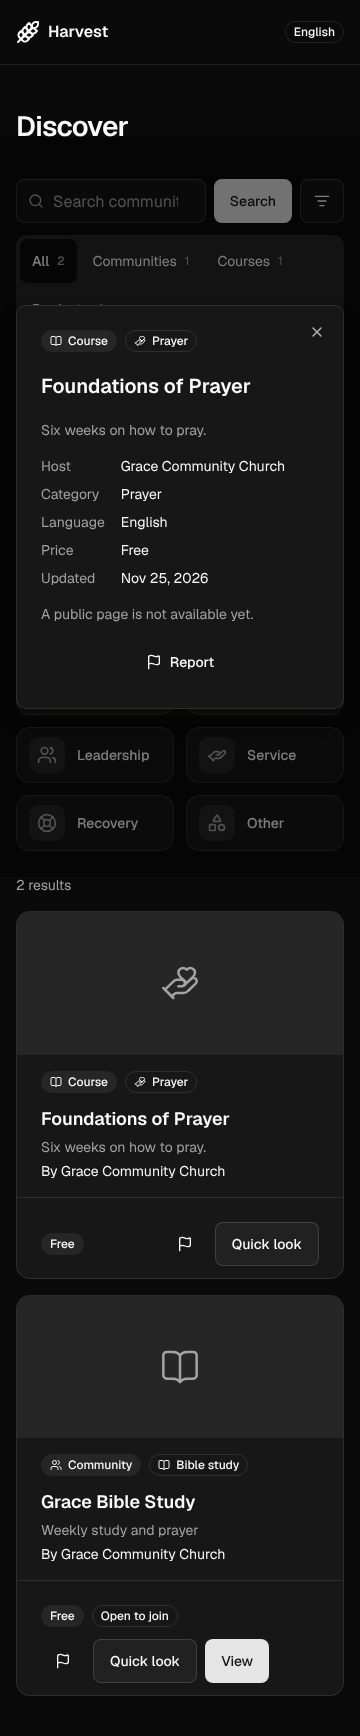 Harvest
English
Discover
Search
All 2 Communities 1 Courses 1
Course Prayer
Foundations of Prayer
Six weeks on how to pray.
Host Grace Community Church
Category Prayer
Language English
Price Free
Updated Nov 25, 2026
A public page is not available yet.
Report
Leadership
Service
Recovery
Other
2 results
Course Prayer
Foundations of Prayer
Six weeks on how to pray.
By Grace Community Church
Free
Quick look
Community Bible study
Grace Bible Study
Weekly study and prayer
By Grace Community Church
Free Open to join
Quick look View